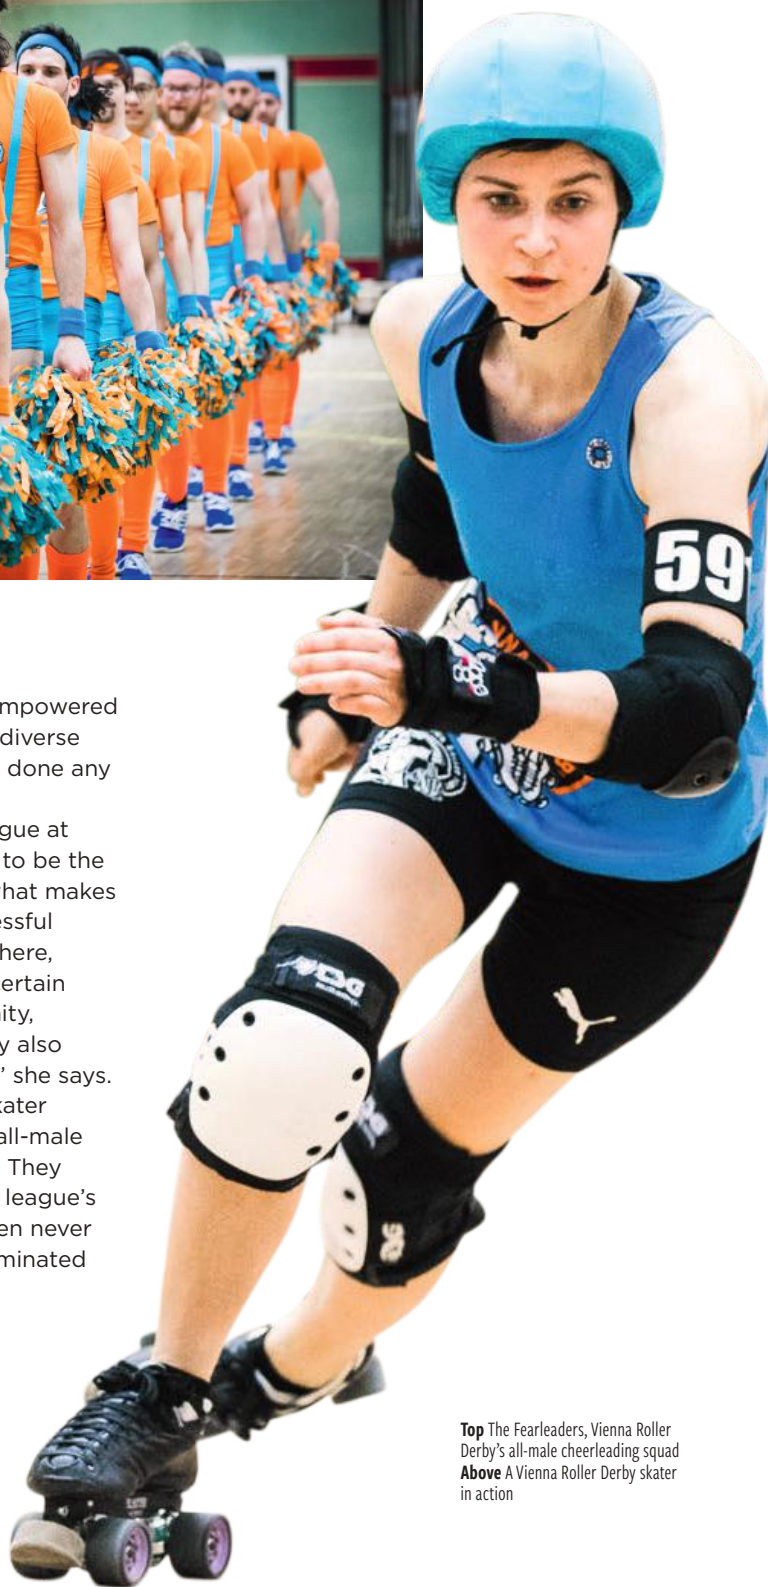 59
mpowered
diverse
done any
gue at
to be the
hat makes
ssful
here,
ertain
ity,
y also
’ she says.
ater
all-male
They
league’s
en never
minated
Top The Fearleaders, Vienna Roller
Derby’s all-male cheerleading squad
Above A Vienna Roller Derby skater
in action